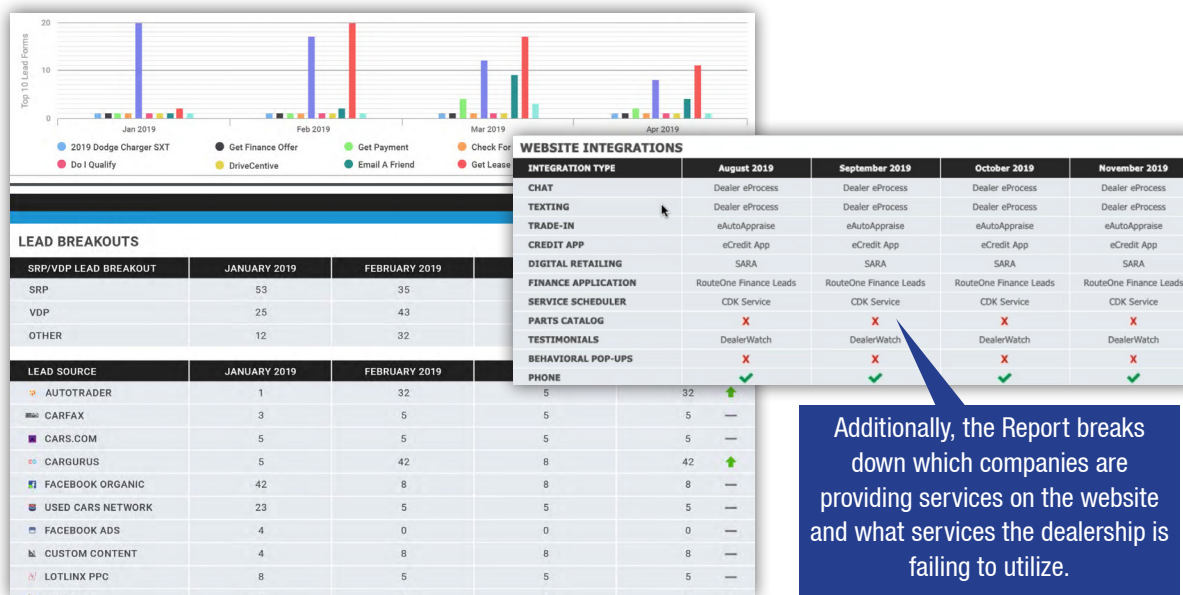 20
10
0
Top 10 Lead Forms
Jan 2019 Feb 2019 Mar 2019 Apr 2019
2019 Dodge Charger SXT Get Finance Offer Get Payment Check For
Do I Qualify DriveCentive Email A Friend Get Lease
LEAD BREAKOUTS
SRP/VDP LEAD BREAKOUT JANUARY 2019 FEBRUARY 2019
SRP 53 35
VDP 25 43
OTHER 12 32
LEAD SOURCE JANUARY 2019 FEBRUARY 2019
AUTOTRADER 1 32 5 32
CARFAX 3 5 5 5 —
CARS.COM 5 5 5 5 —
CARGURUS 5 42 8 42
FACEBOOK ORGANIC 42 8 8 8 —
USED CARS NETWORK 23 5 5 5 —
FACEBOOK ADS 4 0 0 0 —
CUSTOM CONTENT 4 8 8 8 —
LOTLINX PPC 8 5 5 5 —
WEBSITE INTEGRATIONS
INTEGRATION TYPE August 2019 September 2019 October 2019 November 2019
CHAT Dealer eProcess Dealer eProcess Dealer eProcess Dealer eProcess
TEXTING Dealer eProcess Dealer eProcess Dealer eProcess Dealer eProcess
TRADE-IN eAutoAppraise eAutoAppraise eAutoAppraise eAutoAppraise
CREDIT APP eCredit App eCredit App eCredit App eCredit App
DIGITAL RETAILING SARA SARA SARA SARA
FINANCE APPLICATION RouteOne Finance Leads RouteOne Finance Leads RouteOne Finance Leads RouteOne Finance Leads
SERVICE SCHEDULER CDK Service CDK Service CDK Service CDK Service
PARTS CATALOG X X X X
TESTIMONIALS DealerWatch DealerWatch DealerWatch DealerWatch
BEHAVIORAL POP-UPS X X X X
PHONE ✓ ✓ ✓ ✓
Additionally, the Report breaks
down which companies are
providing services on the website
and what services the dealership is
failing to utilize.